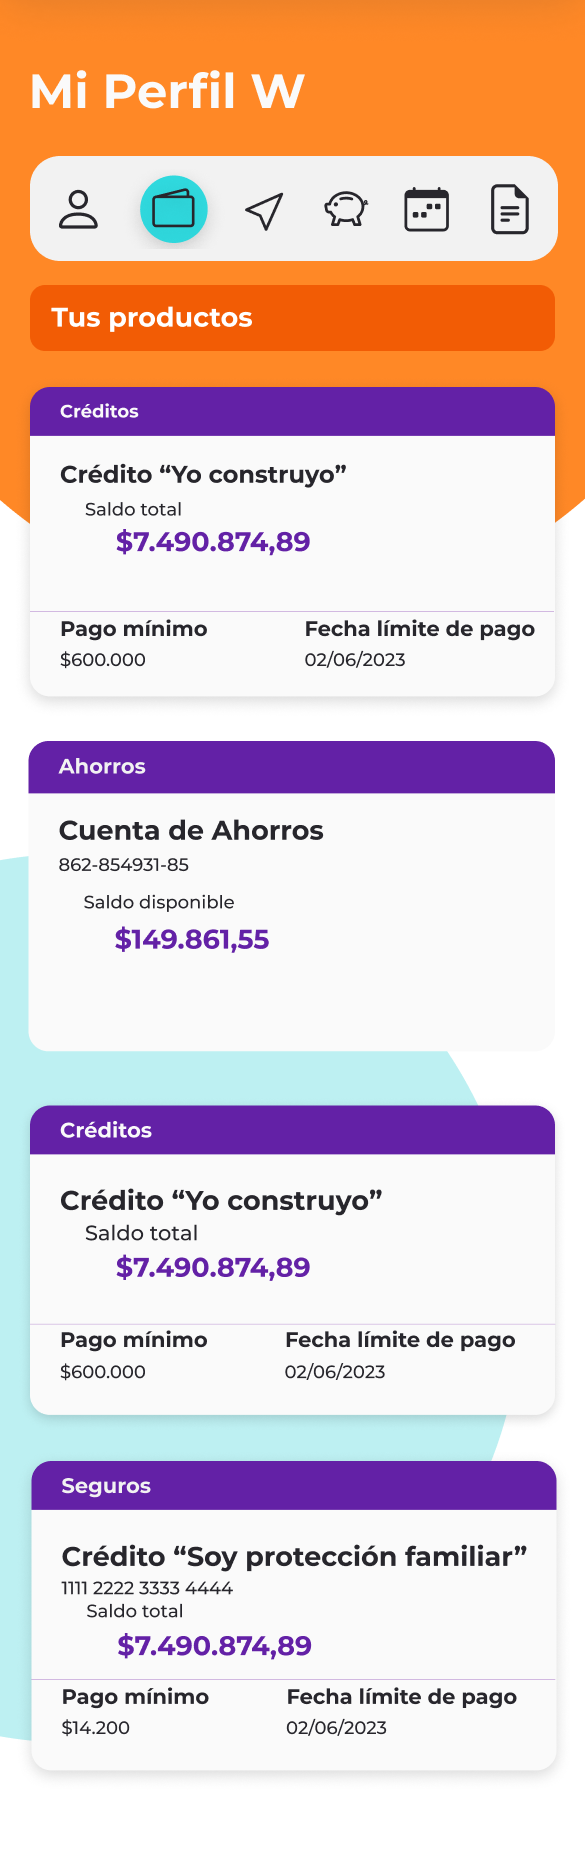 Mi Perfil W
Tus productos
Créditos
Crédito “Yo construyo”
Saldo total
$7.490.874,89
Pago mínimo
Fecha límite de pago
$600.000
02/06/2023
Ahorros
Cuenta de Ahorros
862-854931-85
Saldo disponible
$149.861,55
Créditos
Crédito “Yo construyo”
Saldo total
$7.490.874,89
Pago mínimo
Fecha límite de pago
$600.000
02/06/2023
Seguros
Crédito “Soy protección familiar”
1111 2222 3333 4444
Saldo total
$7.490.874,89
Pago mínimo
Fecha límite de pago
$14.200
02/06/2023